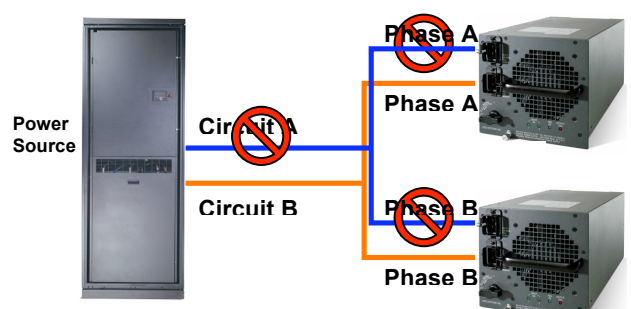 Phase A
Phase A
Power
Source
Circuit A
Circuit B
Phase B
Phase B